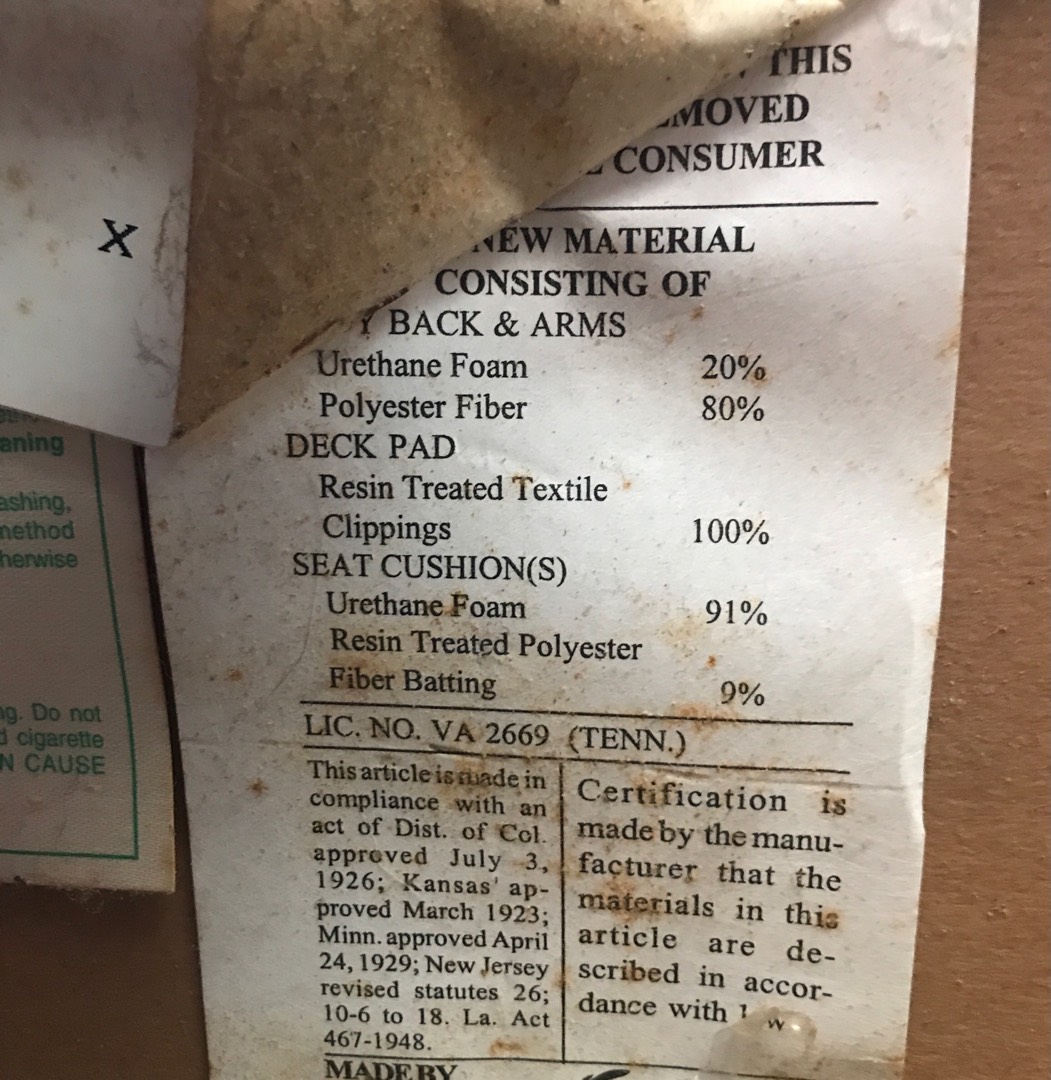 THIS
CONSUMER
NEW MATERIAL
CONSISTING OF
BACK & ARMS
Urethane Foam 20%
Polyester Fiber 80%
DECK PAD
Resin Treated Textile
Clippings 100%
SEAT CUSHION(S)
Urethane Foam 91%
Resin Treated Polyester
Fiber Batting 9%
LIC. NO. VA 2669 (TENN.)
This article is made in
compliance with an
act of Dist. of Col.
approved July 3,
1926; Kansas' ap-
proved March 1923;
Minn. approved April
24, 1929; New Jersey
revised statutes 26;
10-6 to 18. La. Act
467-1948.
Certification is
made by the manu-
facturer that the
materials in this
article are de-
scribed in accor-
dance with
MADE BY
X
method
ng. Do not
cigarette
CAUSE